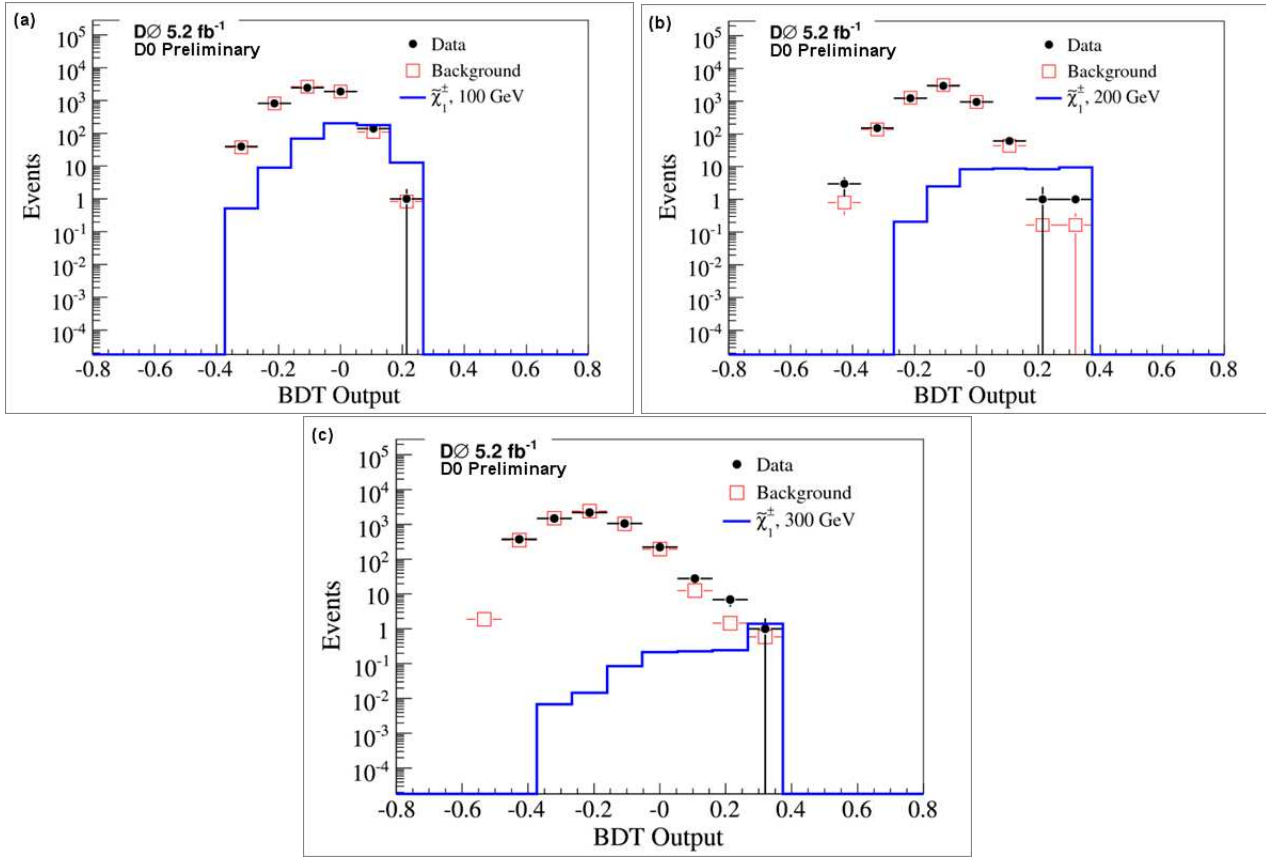 (a)
DØ 5.2 fb⁻¹
D0 Preliminary
Data
Background
χ̃₁±, 100 GeV
Events
10⁵
10⁴
10³
10²
10
1
10⁻¹
10⁻²
10⁻³
10⁻⁴
-0.8 -0.6 -0.4 -0.2 -0 0.2 0.4 0.6 0.8
BDT Output
(b)
DØ 5.2 fb⁻¹
D0 Preliminary
Data
Background
χ̃₁±, 200 GeV
Events
10⁵
10⁴
10³
10²
10
1
10⁻¹
10⁻²
10⁻³
10⁻⁴
-0.8 -0.6 -0.4 -0.2 -0 0.2 0.4 0.6 0.8
BDT Output
(c)
DØ 5.2 fb⁻¹
D0 Preliminary
Data
Background
χ̃₁±, 300 GeV
Events
10⁵
10⁴
10³
10²
10
1
10⁻¹
10⁻²
10⁻³
10⁻⁴
-0.8 -0.6 -0.4 -0.2 -0 0.2 0.4 0.6 0.8
BDT Output